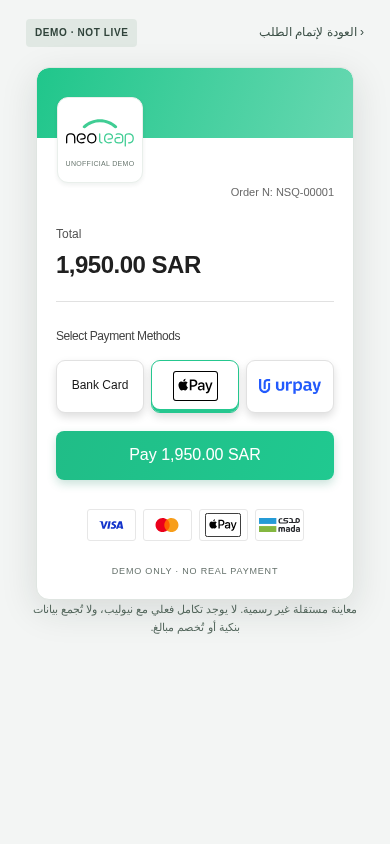 DEMO · NOT LIVE
‹ العودة لإتمام الطلب
neoleap
UNOFFICIAL DEMO
Order N: NSQ-00001
Total
1,950.00 SAR
Select Payment Methods
Bank Card
Pay
urpay
Pay 1,950.00 SAR
VISA
Pay
مدى
mada
DEMO ONLY · NO REAL PAYMENT
معاينة مستقلة غير رسمية. لا يوجد تكامل فعلي مع نيوليب، ولا تُجمع بيانات
بنكية أو تُخصم مبالغ.